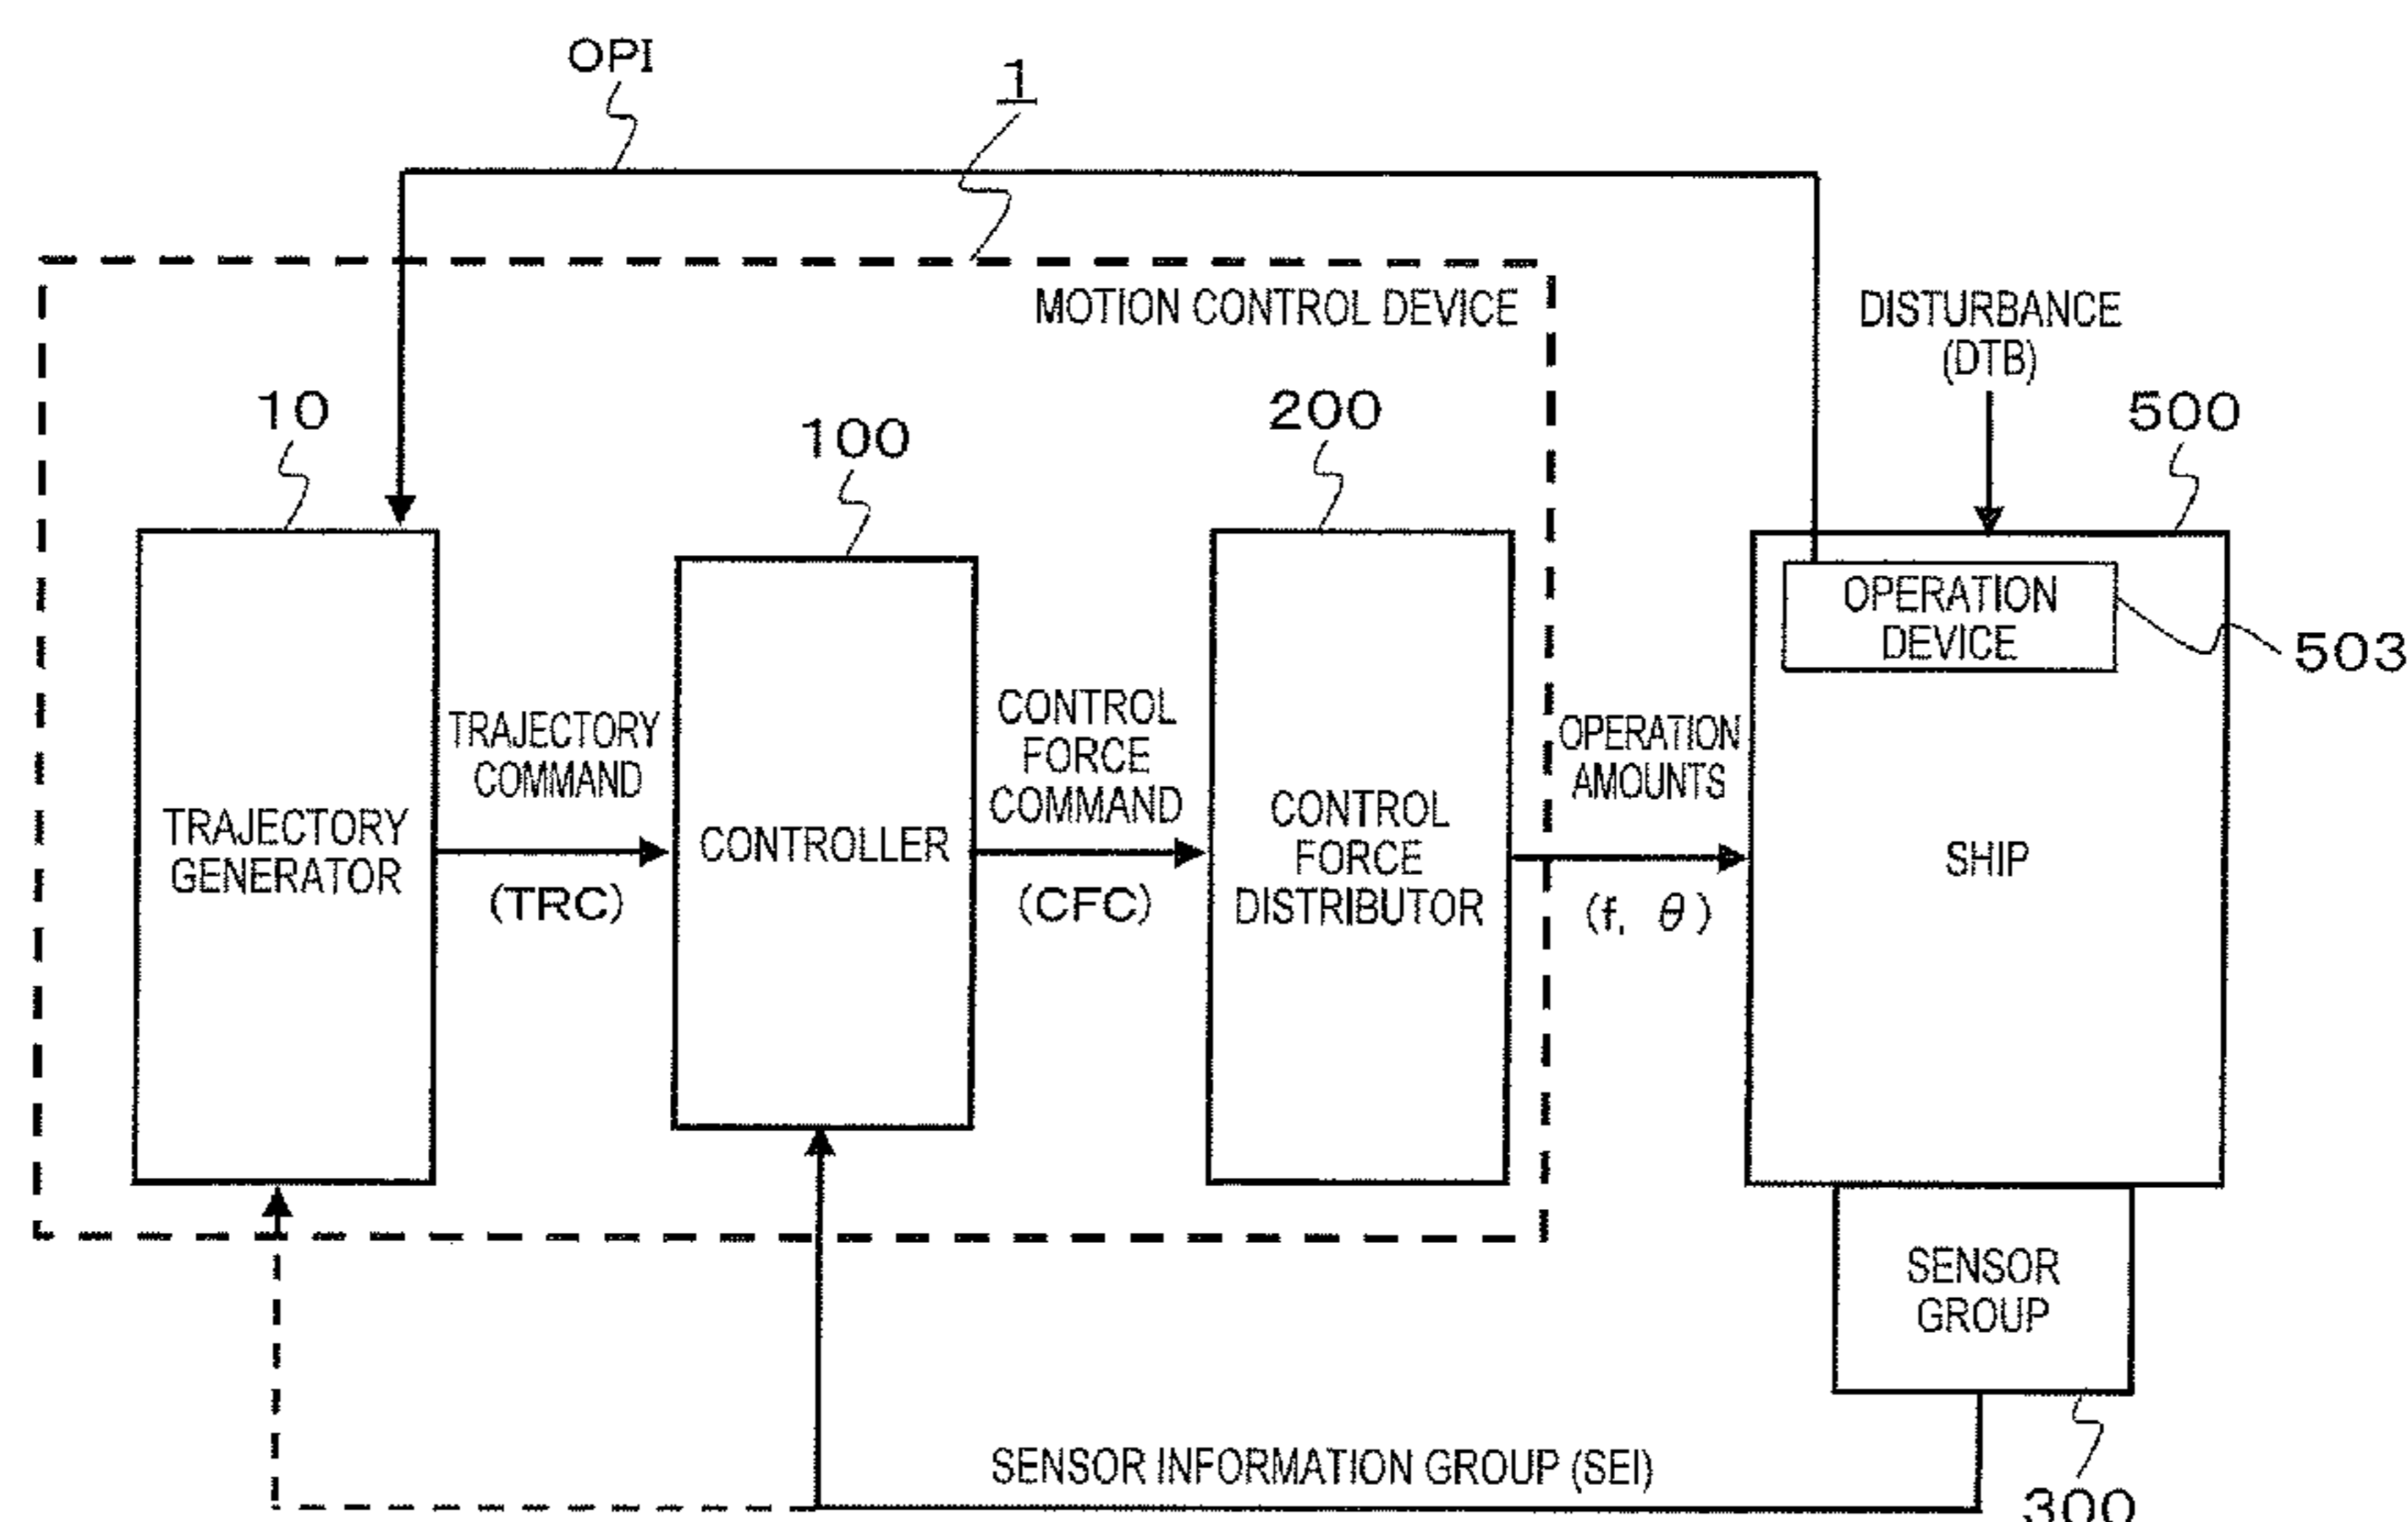 OPI
1
MOTION CONTROL DEVICE
DISTURBANCE
(DTB)
10
100
200
500
OPERATION
DEVICE
503
TRAJECTORY
GENERATOR
TRAJECTORY
COMMAND
(TRC)
CONTROLLER
CONTROL
FORCE
COMMAND
(CFC)
CONTROL
FORCE
DISTRIBUTOR
OPERATION
AMOUNTS
(f, θ)
SHIP
SENSOR
GROUP
SENSOR INFORMATION GROUP (SEI)
300